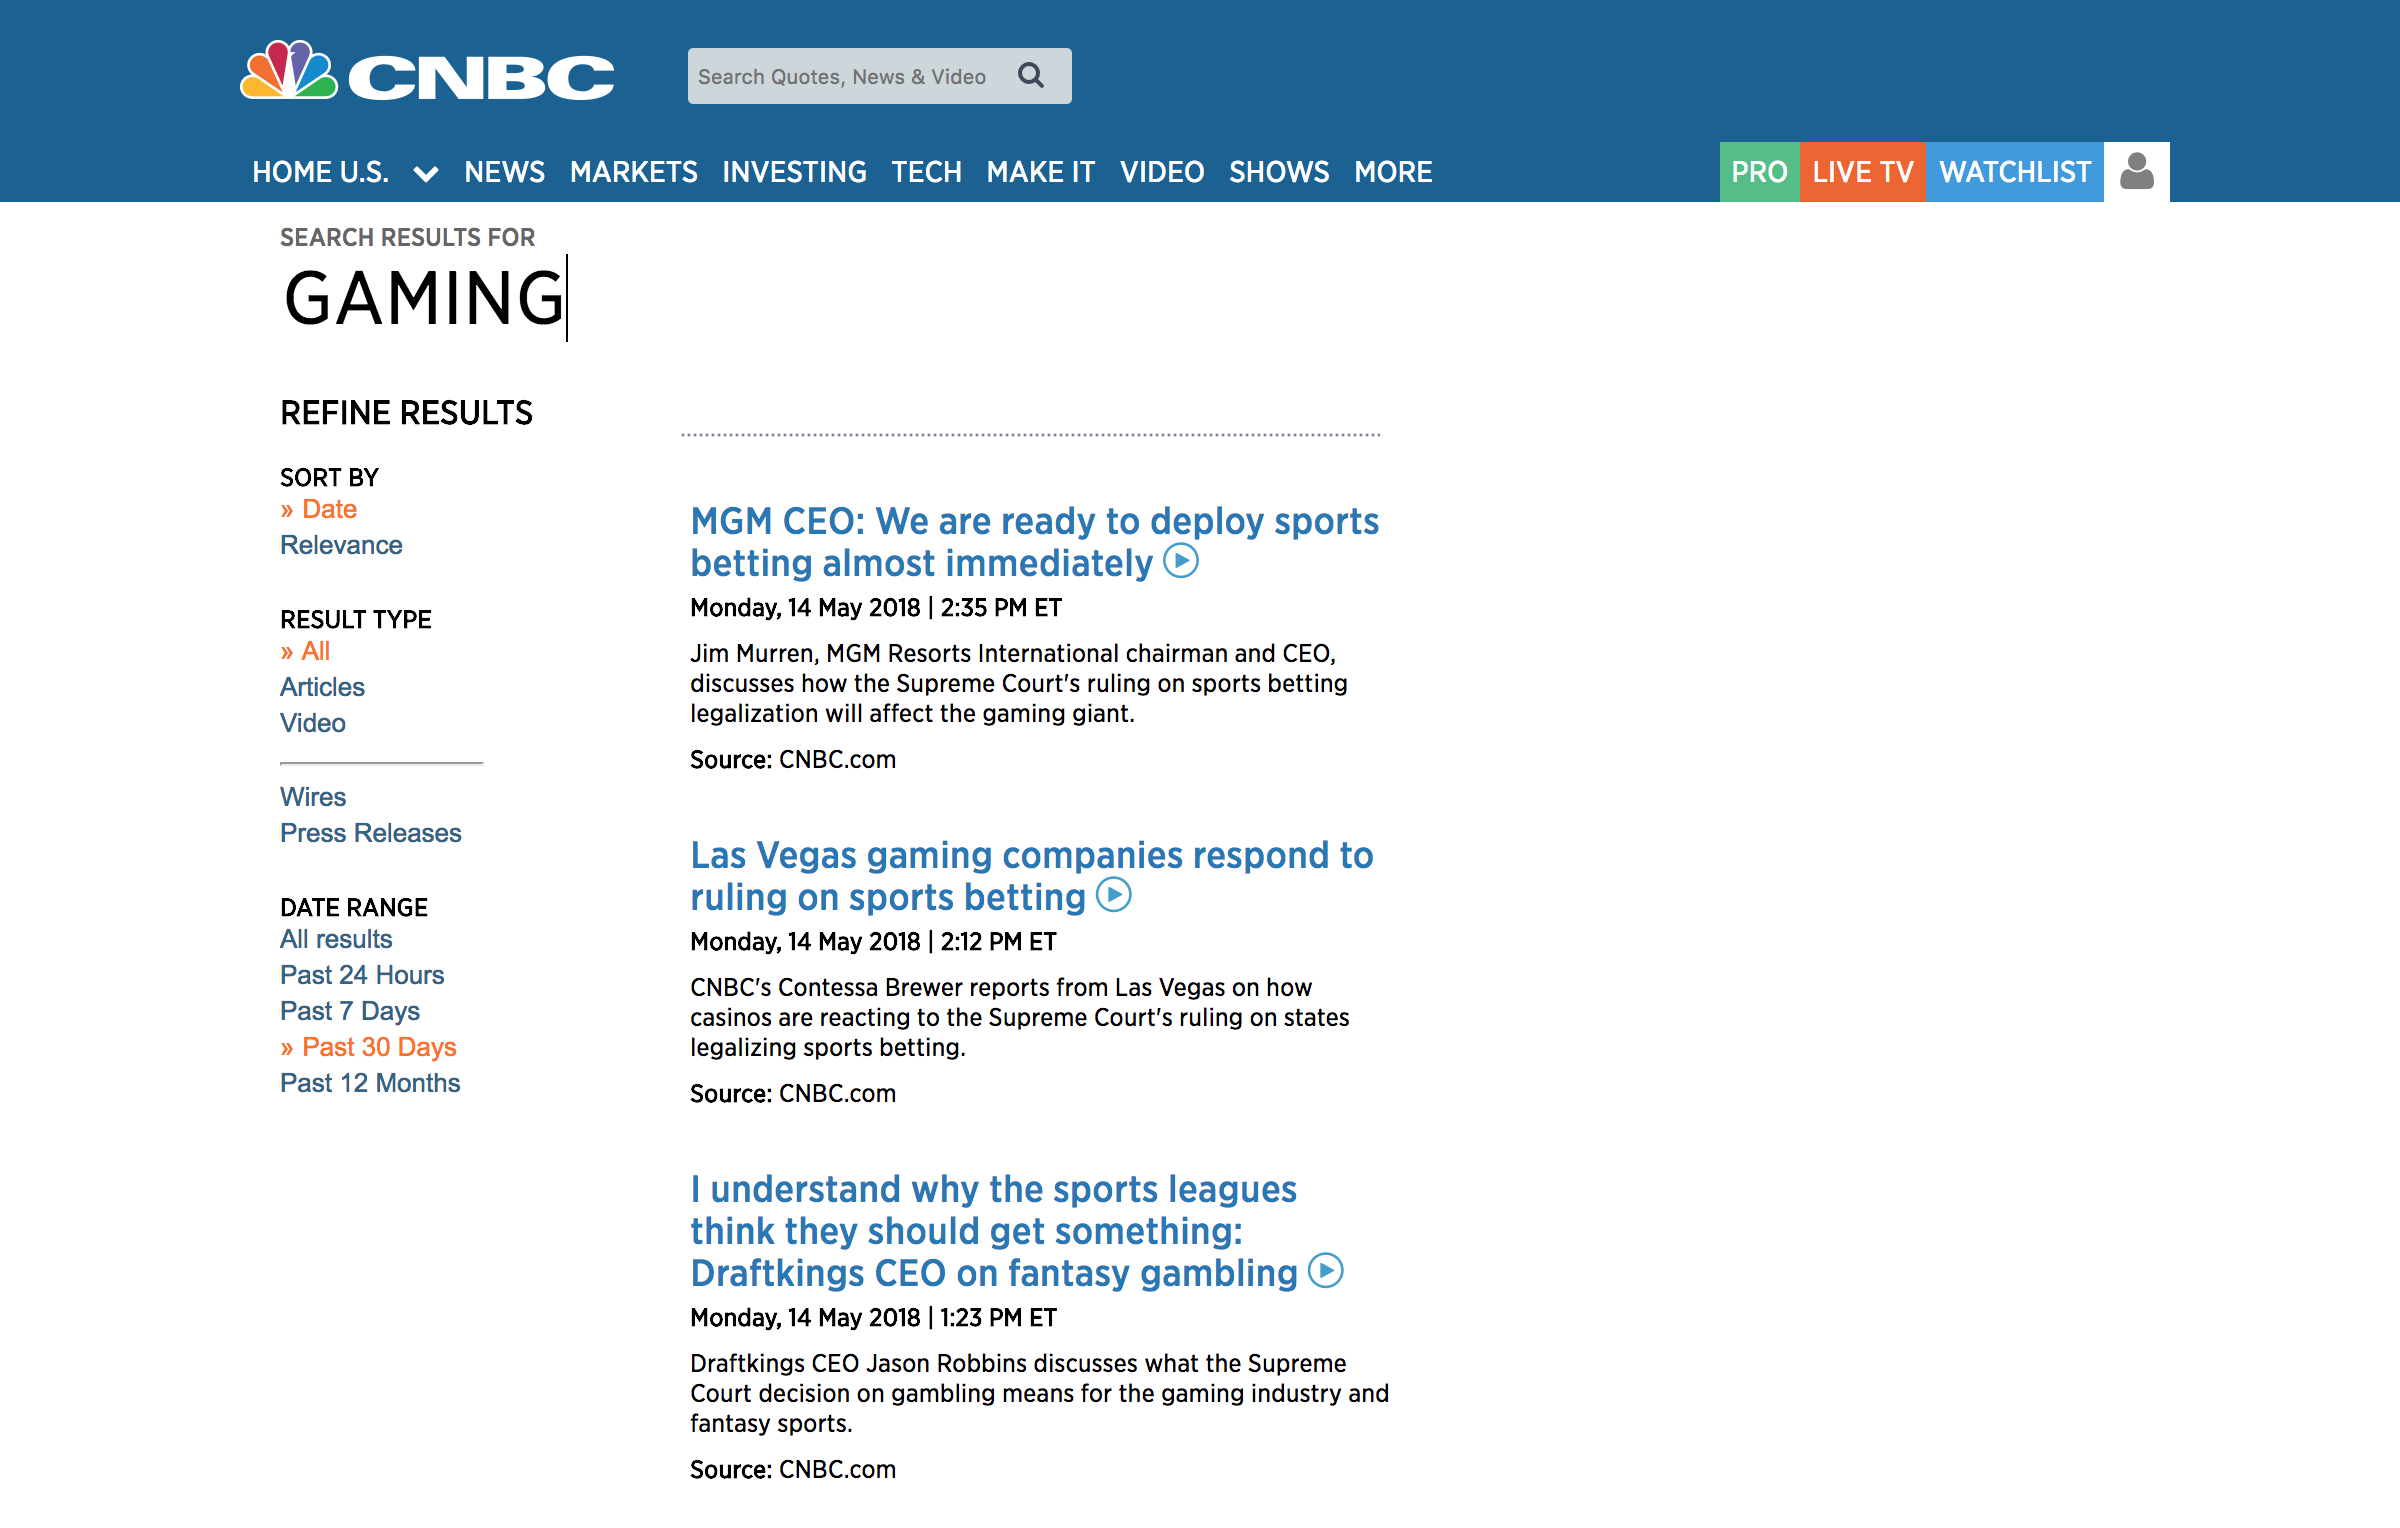 CNBC
Search Quotes, News & Video
HOME U.S. NEWS MARKETS INVESTING TECH MAKE IT VIDEO SHOWS MORE PRO LIVE TV WATCHLIST
SEARCH RESULTS FOR
GAMING
REFINE RESULTS
SORT BY
» Date
Relevance
RESULT TYPE
» All
Articles
Video
Wires
Press Releases
DATE RANGE
All results
Past 24 Hours
Past 7 Days
» Past 30 Days
Past 12 Months
MGM CEO: We are ready to deploy sports
betting almost immediately
Monday, 14 May 2018 | 2:35 PM ET
Jim Murren, MGM Resorts International chairman and CEO,
discusses how the Supreme Court's ruling on sports betting
legalization will affect the gaming giant.
Source: CNBC.com
Las Vegas gaming companies respond to
ruling on sports betting
Monday, 14 May 2018 | 2:12 PM ET
CNBC's Contessa Brewer reports from Las Vegas on how
casinos are reacting to the Supreme Court's ruling on states
legalizing sports betting.
Source: CNBC.com
I understand why the sports leagues
think they should get something:
Draftkings CEO on fantasy gambling
Monday, 14 May 2018 | 1:23 PM ET
Draftkings CEO Jason Robbins discusses what the Supreme
Court decision on gambling means for the gaming industry and
fantasy sports.
Source: CNBC.com